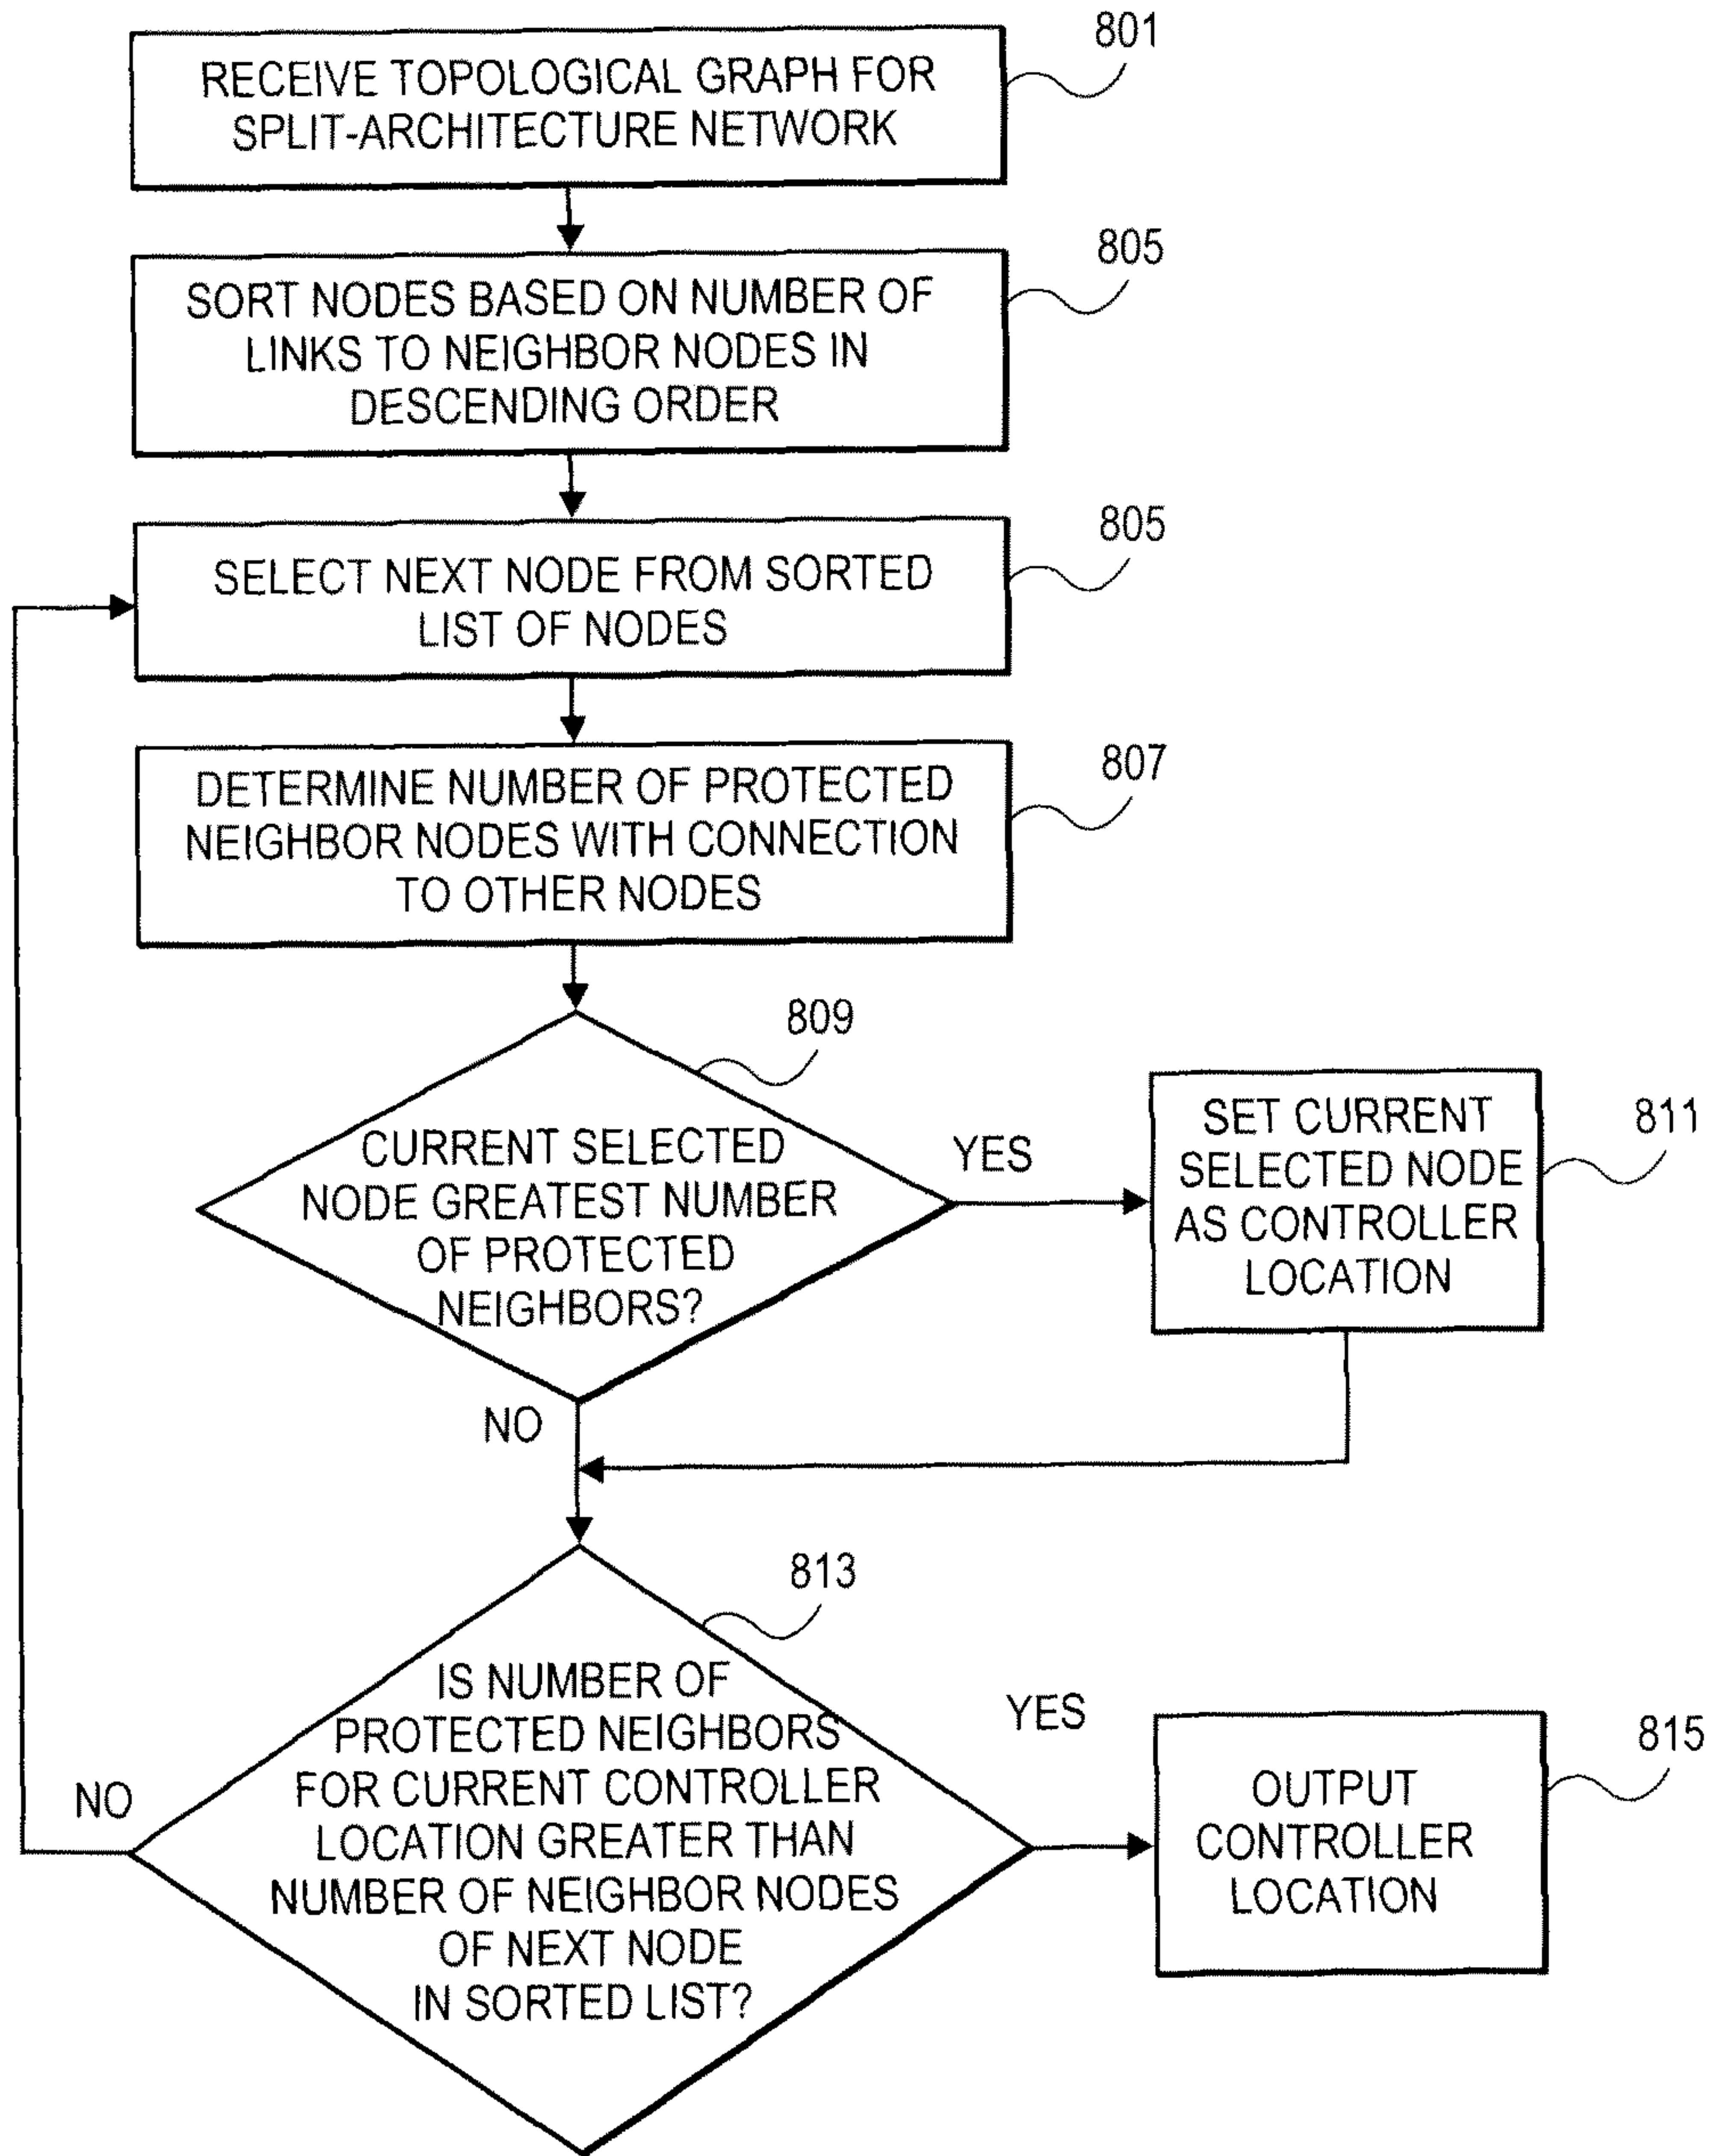 801
RECEIVE TOPOLOGICAL GRAPH FOR
SPLIT-ARCHITECTURE NETWORK
805
SORT NODES BASED ON NUMBER OF
LINKS TO NEIGHBOR NODES IN
DESCENDING ORDER
805
SELECT NEXT NODE FROM SORTED
LIST OF NODES
807
DETERMINE NUMBER OF PROTECTED
NEIGHBOR NODES WITH CONNECTION
TO OTHER NODES
809
CURRENT SELECTED
NODE GREATEST NUMBER
OF PROTECTED
NEIGHBORS?
YES
811
SET CURRENT
SELECTED NODE
AS CONTROLLER
LOCATION
NO
813
IS NUMBER OF
PROTECTED NEIGHBORS
FOR CURRENT CONTROLLER
LOCATION GREATER THAN
NUMBER OF NEIGHBOR NODES
OF NEXT NODE
IN SORTED LIST?
NO
YES
815
OUTPUT
CONTROLLER
LOCATION